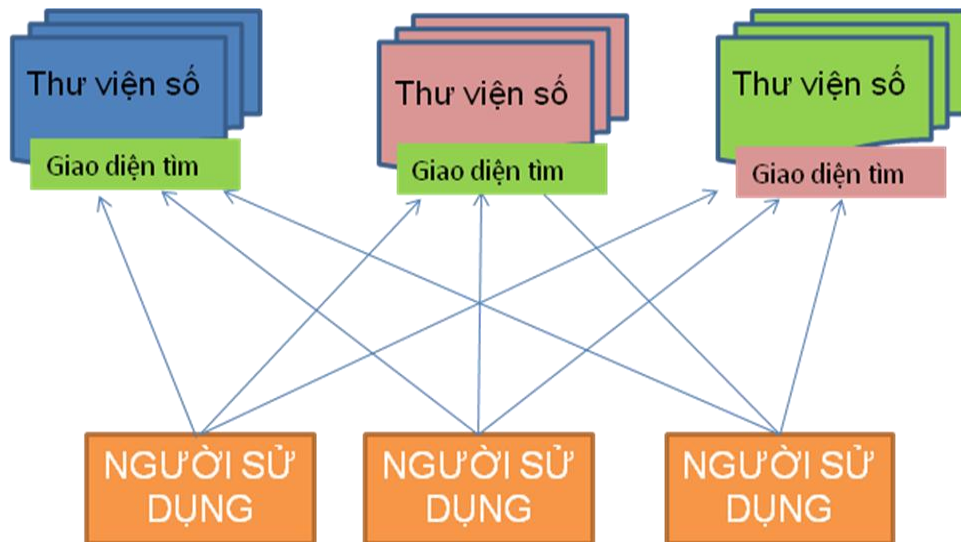 Thư viện số
Thư viện số
Thư viện số
Giao diện tìm
Giao diện tìm
Giao diện tìm
NGƯỜI SỬ
DỤNG
NGƯỜI SỬ
DỤNG
NGƯỜI SỬ
DỤNG